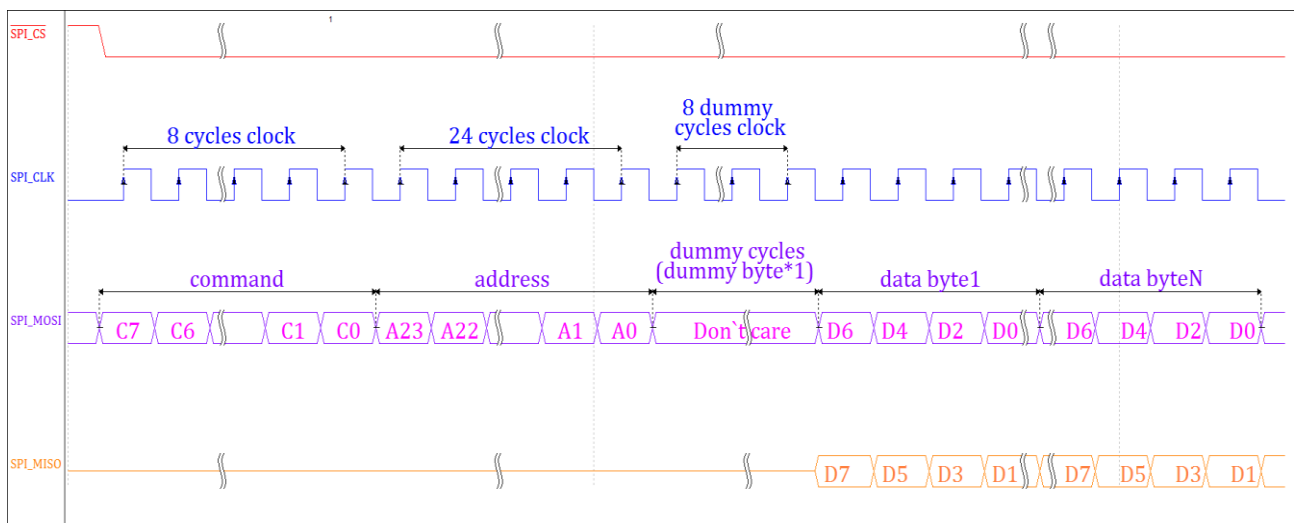 1
SPI_CS
8 cycles clock
24 cycles clock
8 dummy
cycles clock
SPI_CLK
command
address
dummy cycles
(dummy byte*1)
data byte1
data byteN
SPI_MOSI
C7 C6 C1 C0 A23 A22 A1 A0 Don`t care D6 D4 D2 D0 D6 D4 D2 D0
SPI_MISO
D7 D5 D3 D1 D7 D5 D3 D1